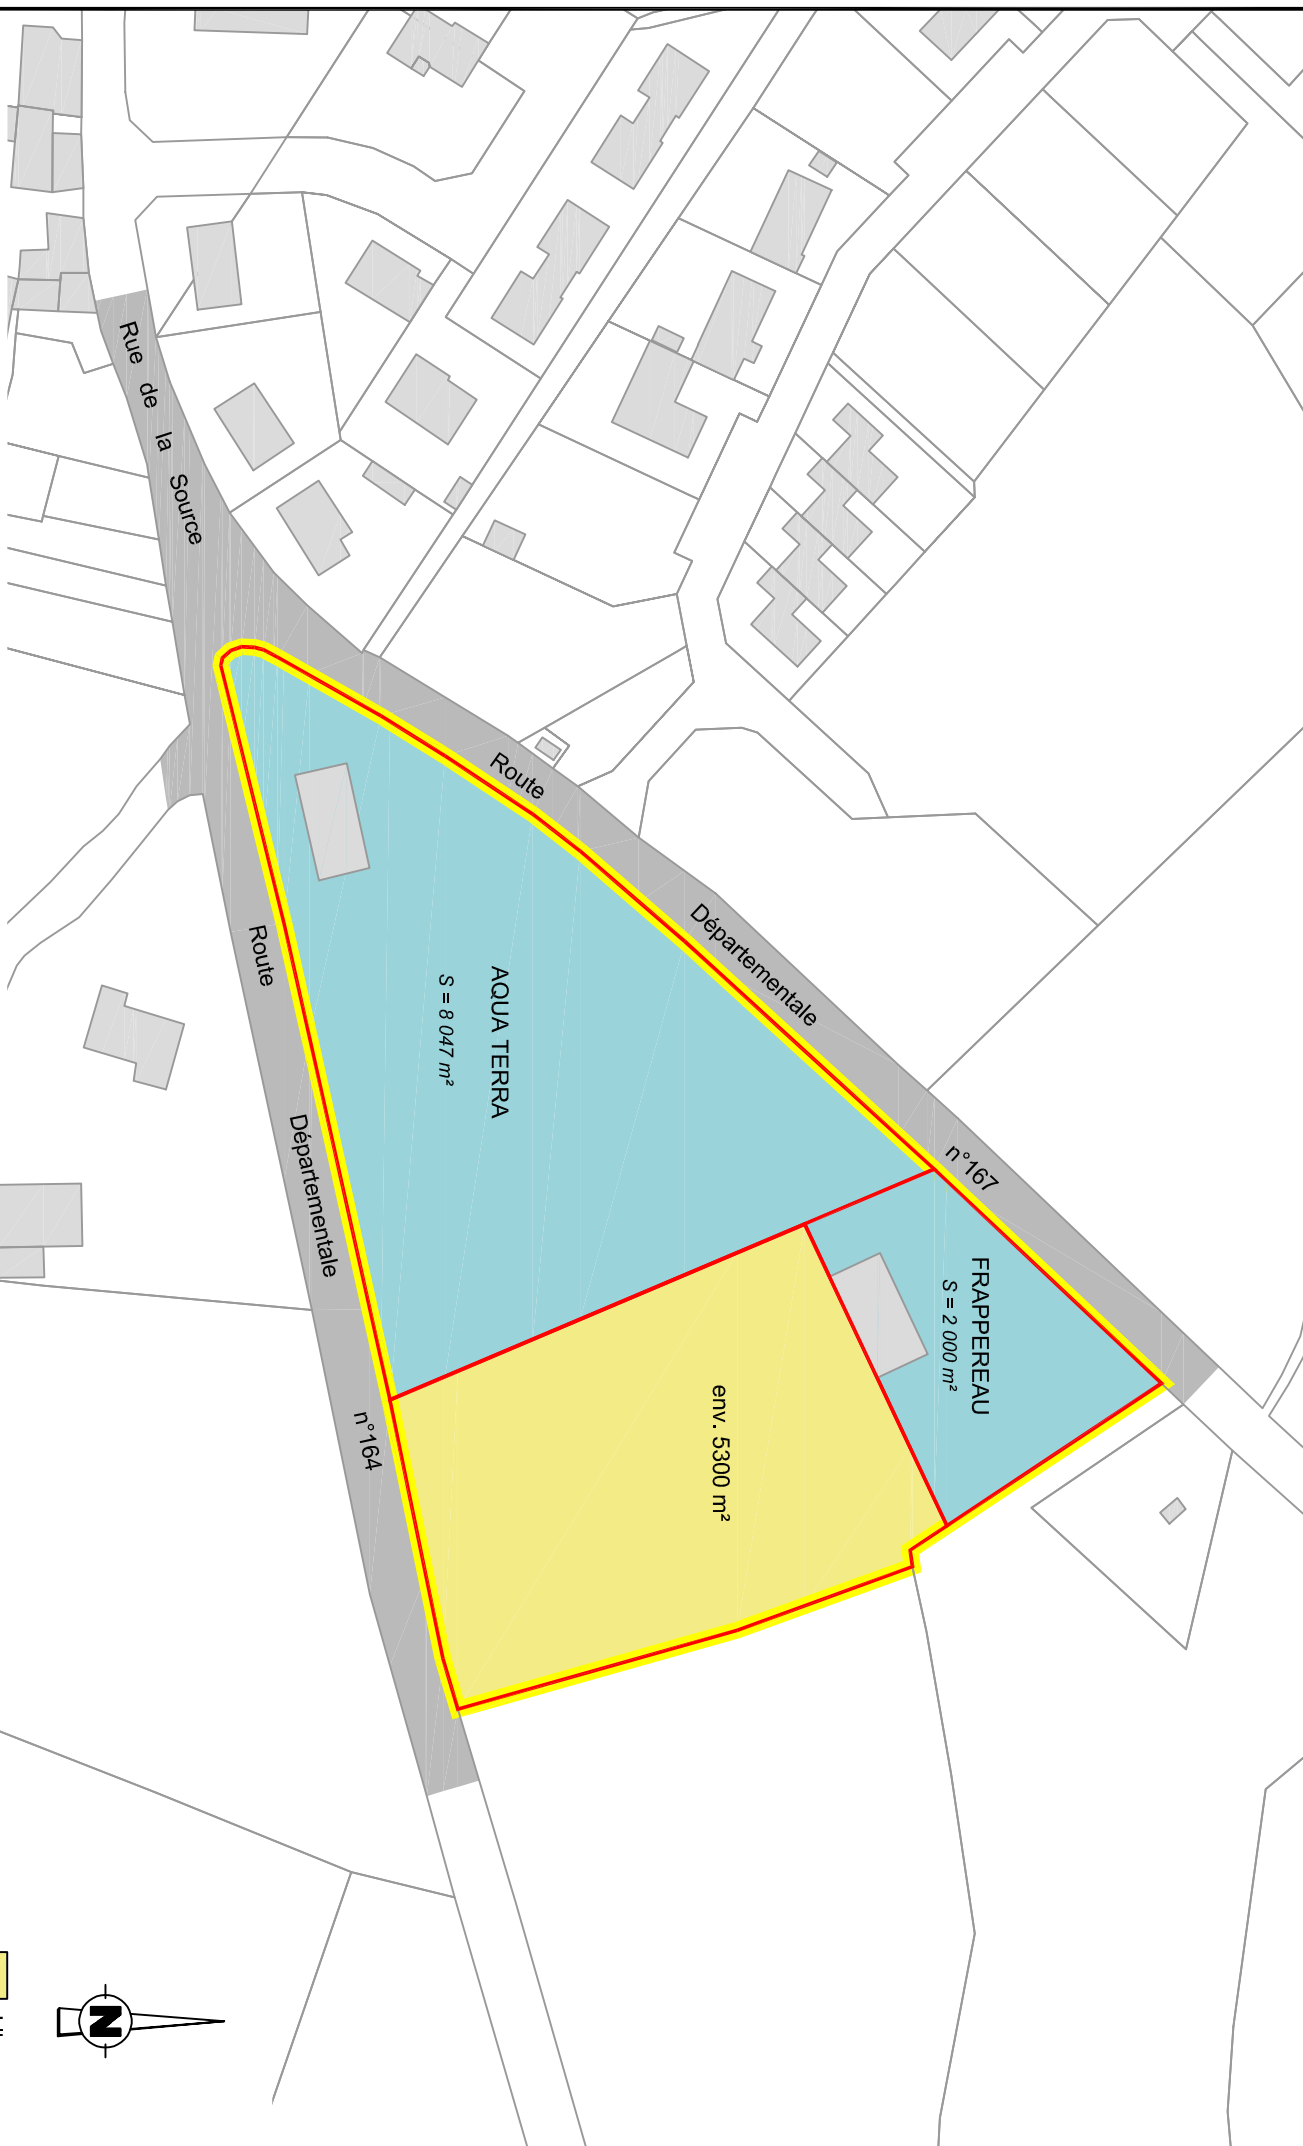 Rue de la Source
Route Départementale n°167
Route Départementale n°164
AQUA TERRA
S = 8 047 m²
FRAPPEREAU
S = 2 000 m²
env. 5300 m²
N